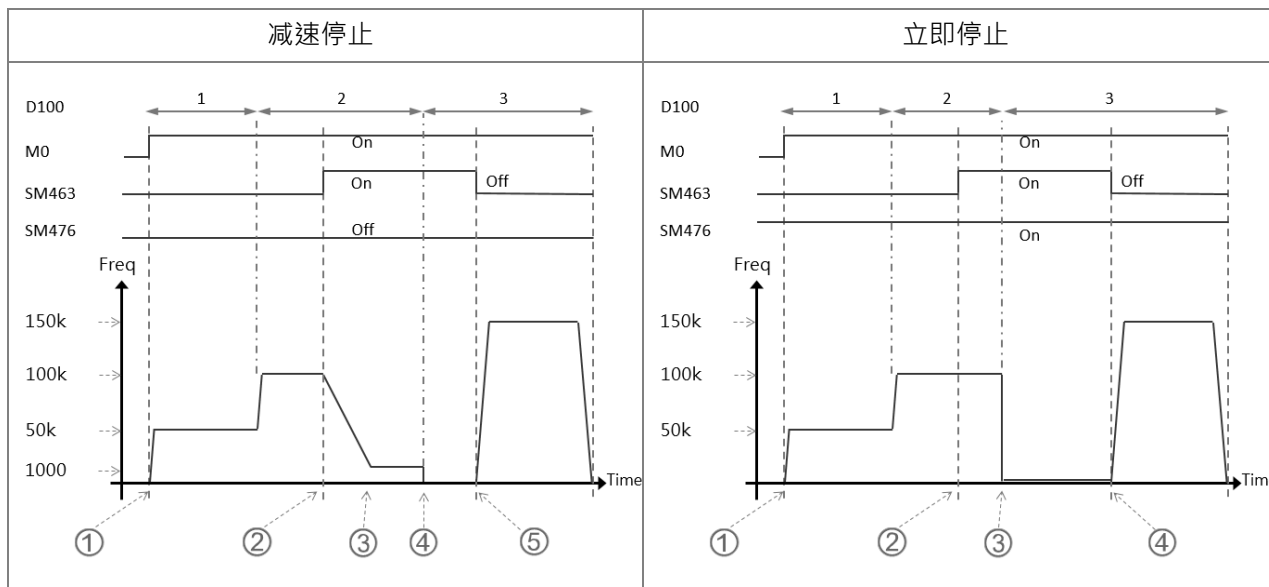 减速停止
立即停止
D100
1
2
3
M0
On
SM463
On
Off
SM476
Off
Freq
150k
100k
50k
1000
Time
①
②
③
④
⑤
D100
1
2
3
M0
On
SM463
On
Off
SM476
On
Freq
150k
100k
50k
1000
Tim
①
②
③
④